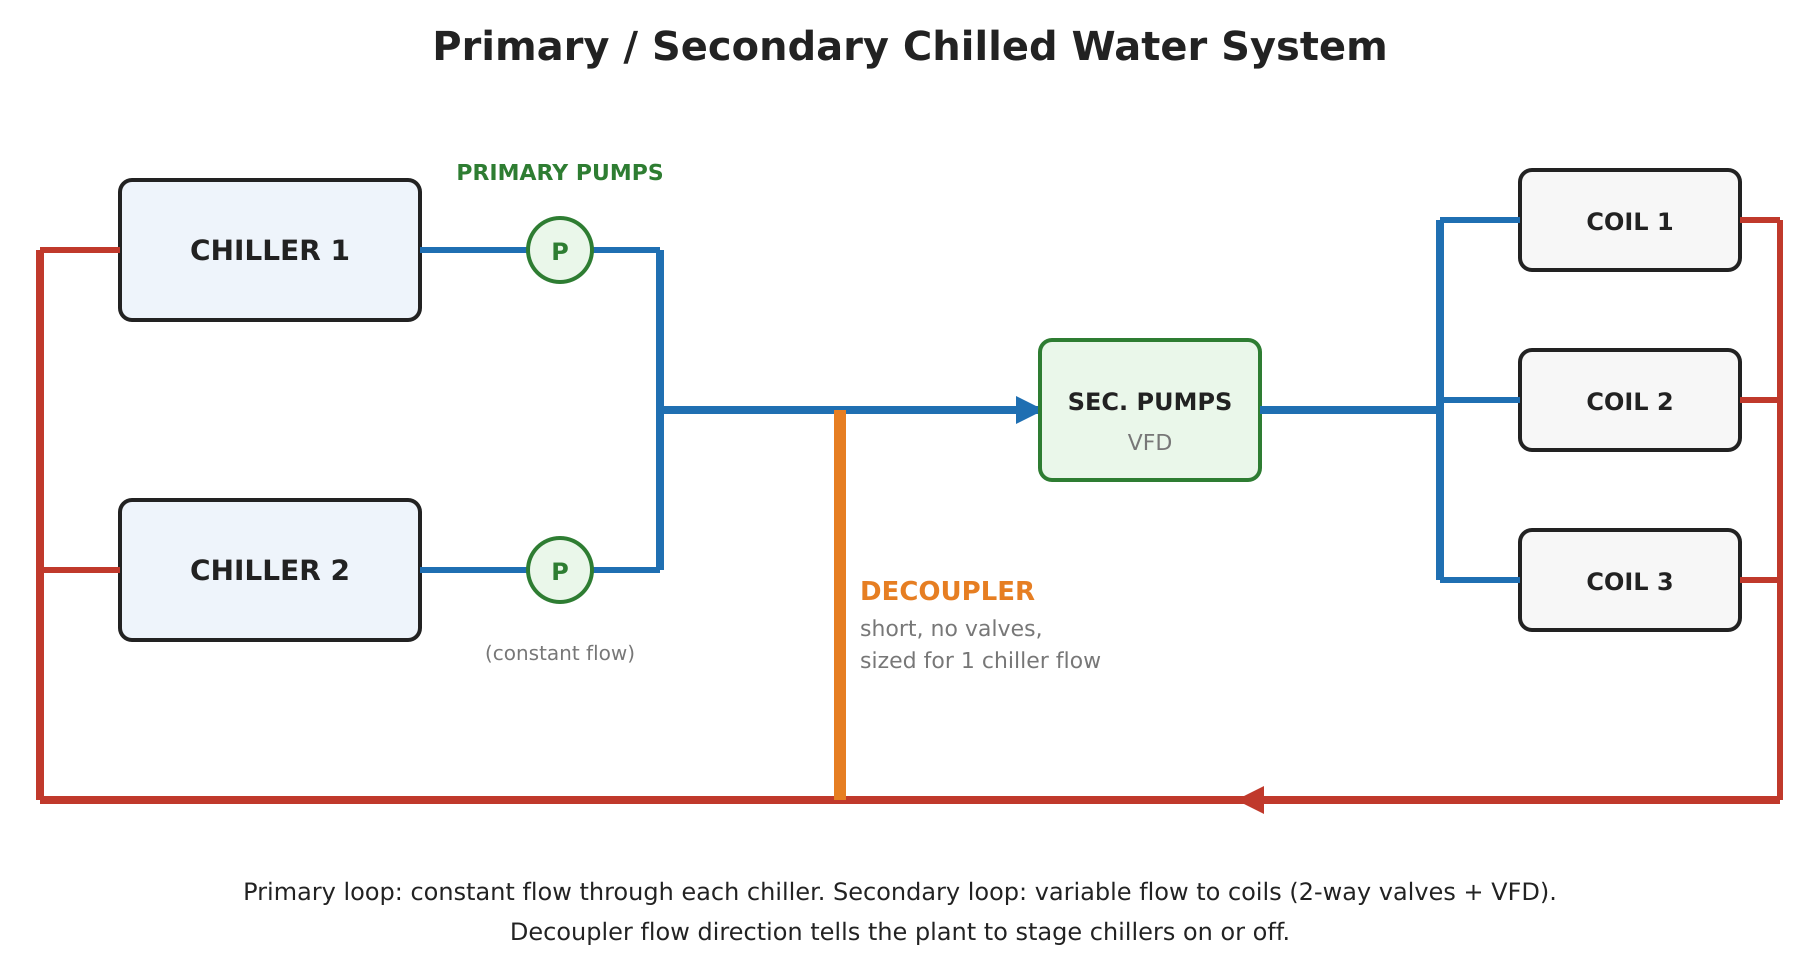 Primary / Secondary Chilled Water System
PRIMARY PUMPS
CHILLER 1
P
COIL 1
SEC. PUMPS
VFD
COIL 2
CHILLER 2
P
(constant flow)
DECOUPLER
short, no valves,
sized for 1 chiller flow
COIL 3
Primary loop: constant flow through each chiller. Secondary loop: variable flow to coils (2-way valves + VFD).
Decoupler flow direction tells the plant to stage chillers on or off.